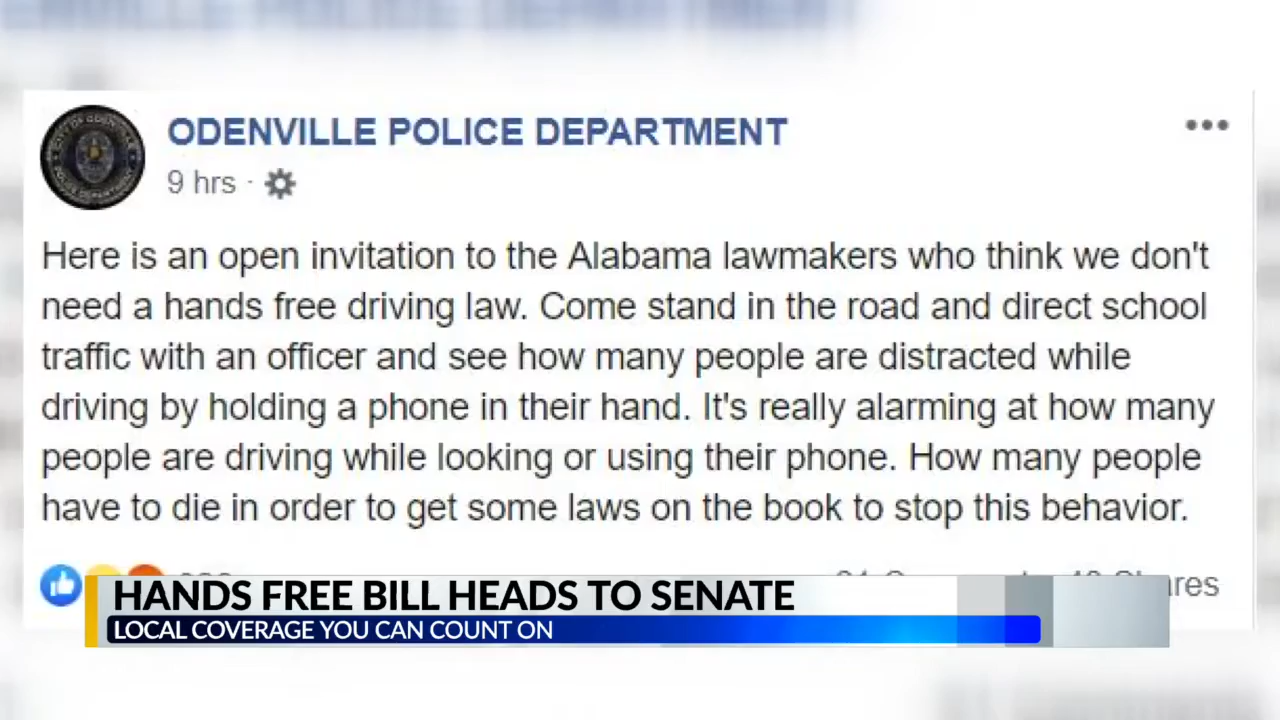 ODENVILLE POLICE DEPARTMENT
9 hrs ·
Here is an open invitation to the Alabama lawmakers who think we don't
need a hands free driving law. Come stand in the road and direct school
traffic with an officer and see how many people are distracted while
driving by holding a phone in their hand. It's really alarming at how many
people are driving while looking or using their phone. How many people
have to die in order to get some laws on the book to stop this behavior.
HANDS FREE BILL HEADS TO SENATE
LOCAL COVERAGE YOU CAN COUNT ON